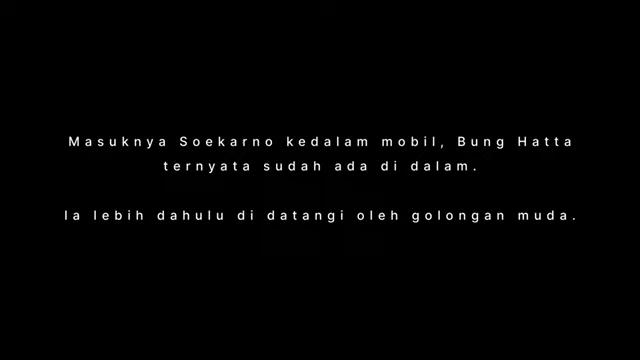 Masuknya Soekarno kedalam mobil, Bung Hatta
ternyata sudah ada di dalam.
Ia lebih dahulu di datangi oleh golongan muda.